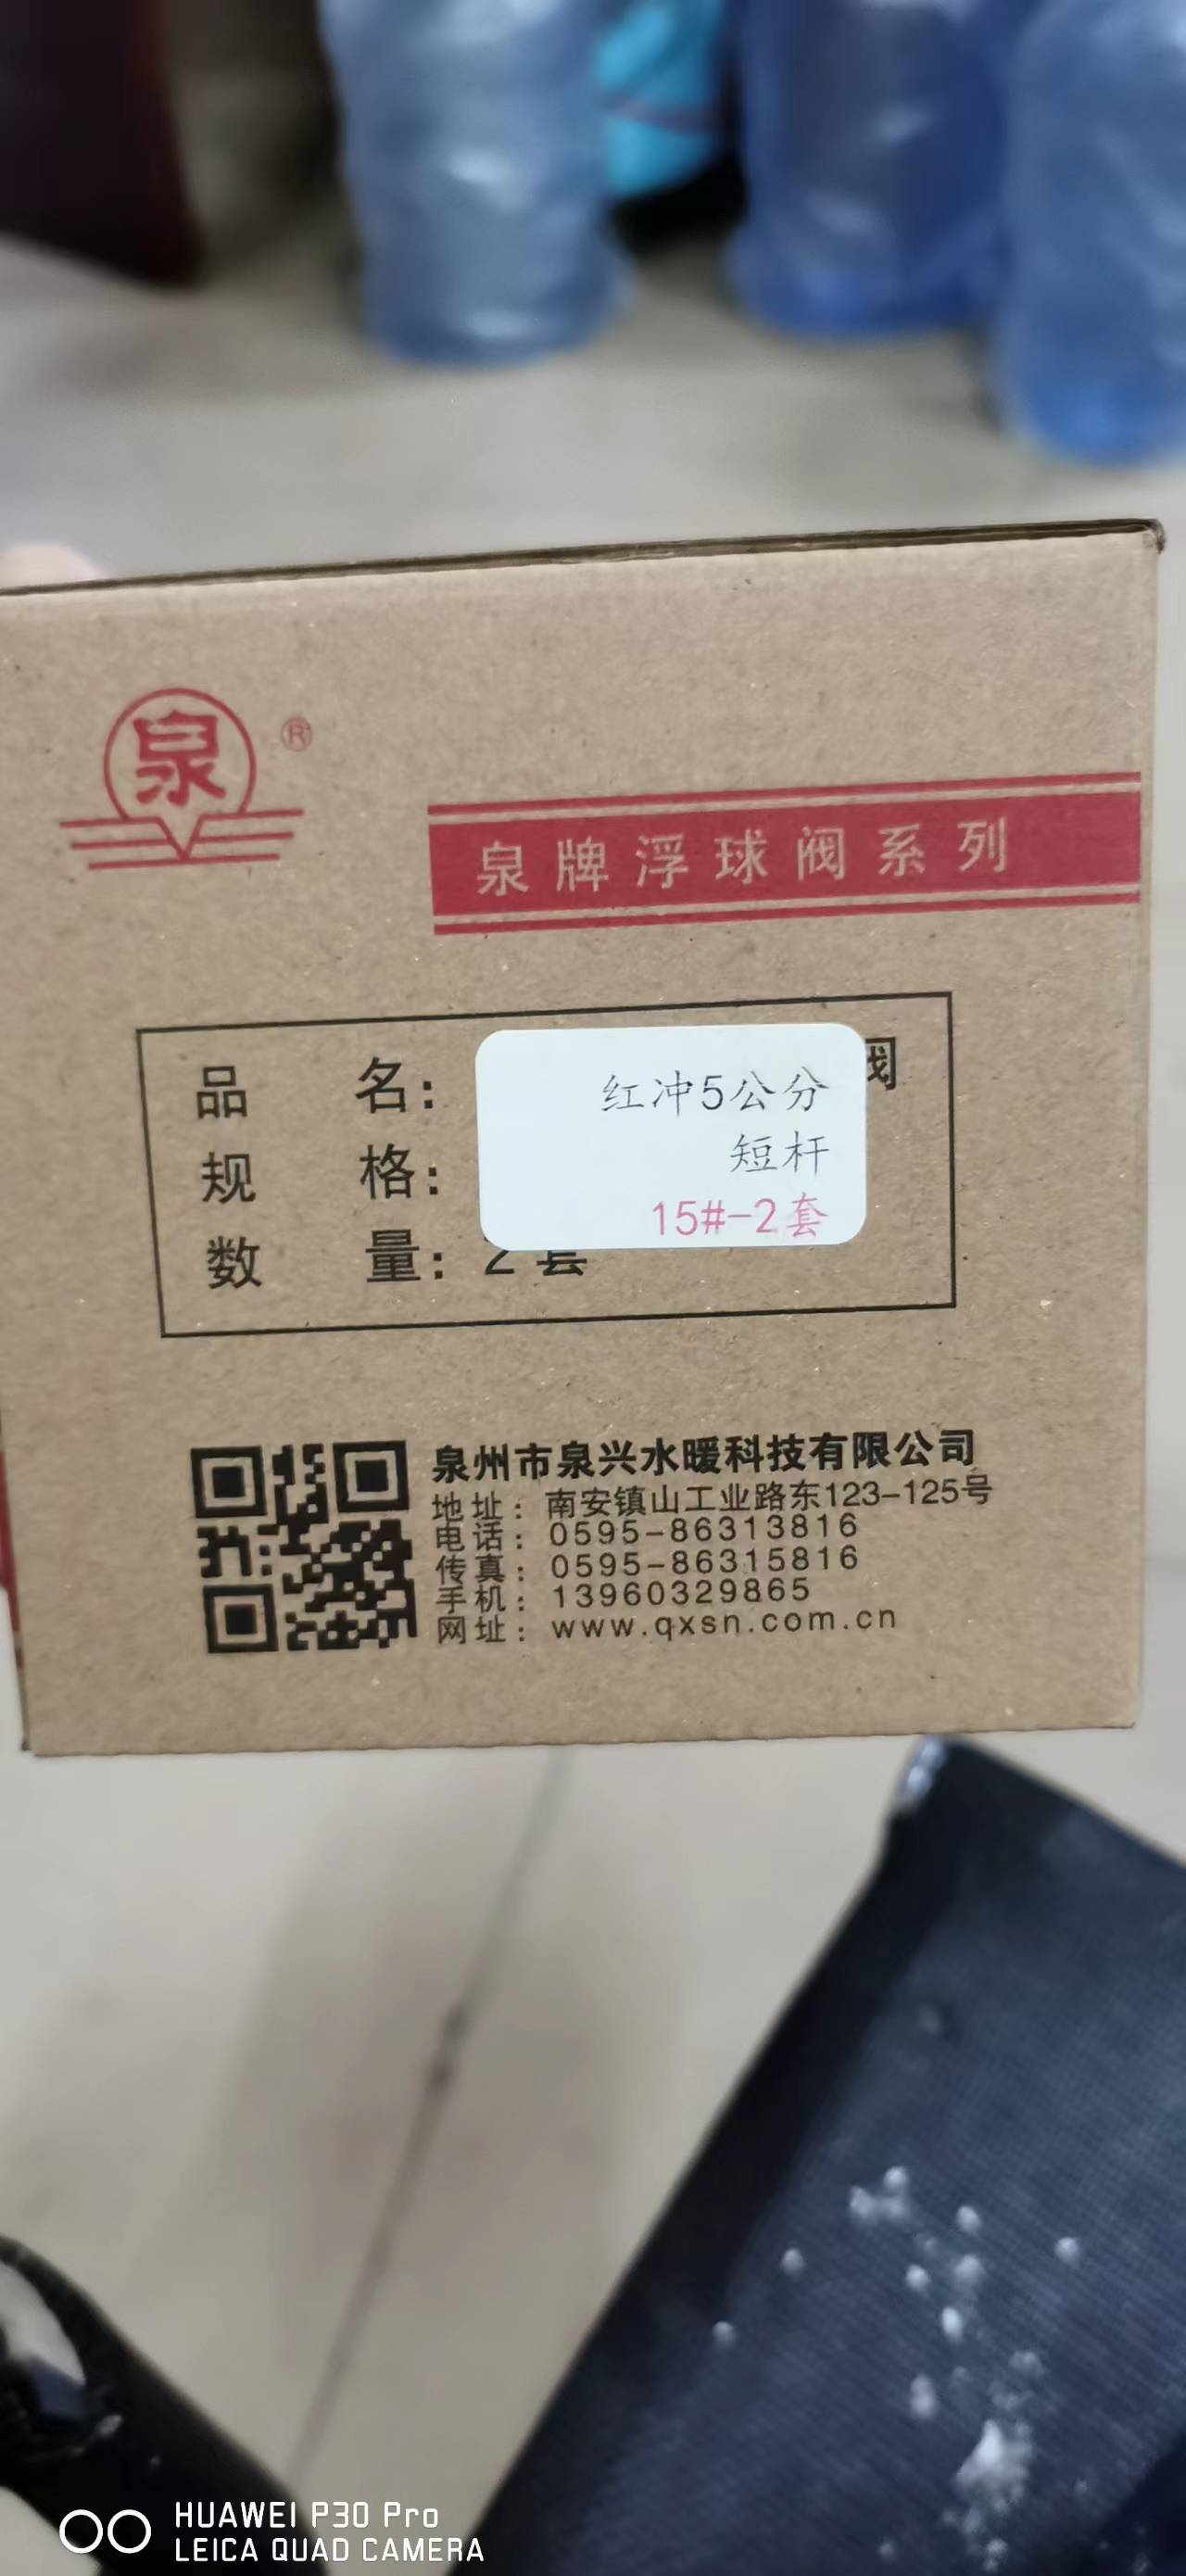 泉
®
泉牌浮球阀系列
品 名: 阀
红冲5公分
规 格:
短杆
15#-2套
数 量: 2套
泉州市泉兴水暖科技有限公司
地址: 南安镇山工业路东123-125号
电话: 0595-86313816
传真: 0595-86315816
手机: 13960329865
网址: www.qxsn.com.cn
HUAWEI P30 Pro
LEICA QUAD CAMERA